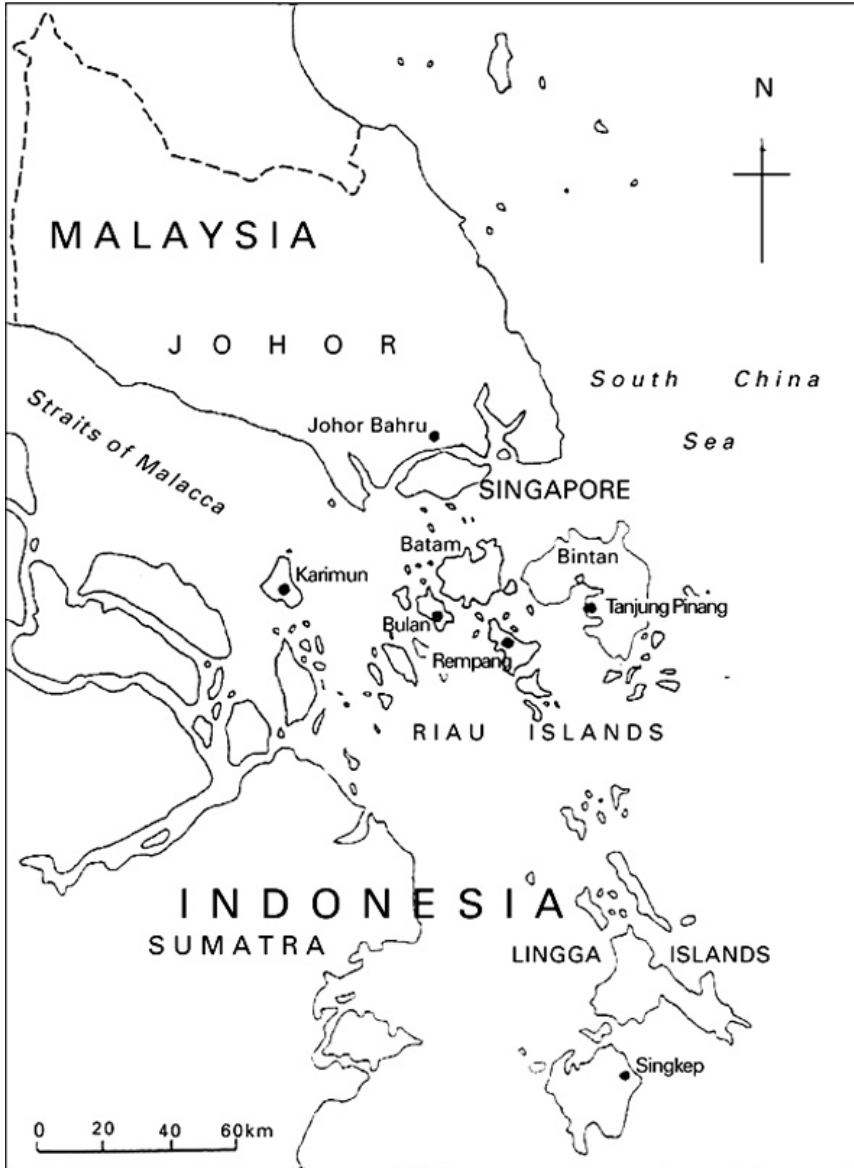 N
MALAYSIA
JOHOR
South China
Sea
Straits of Malacca
Johor Bahru
SINGAPORE
Batam
Bintan
Karimun
Tanjung Pinang
Bulan
Rempang
RIAU ISLANDS
INDONESIA
SUMATRA
LINGGA ISLANDS
Singkep
0 20 40 60km